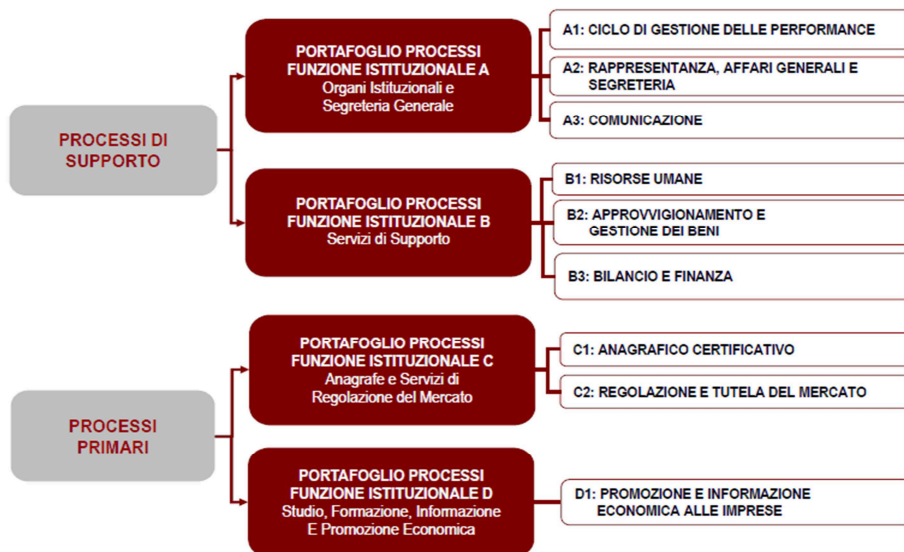 PROCESSI DI
SUPPORTO
PORTAFOGLIO PROCESSI
FUNZIONE ISTITUZIONALE A
Organi Istituzionali e
Segreteria Generale
A1: CICLO DI GESTIONE DELLE PERFORMANCE
A2: RAPPRESENTANZA, AFFARI GENERALI E
SEGRETERIA
A3: COMUNICAZIONE
PORTAFOGLIO PROCESSI
FUNZIONE ISTITUZIONALE B
Servizi di Supporto
B1: RISORSE UMANE
B2: APPROVVIGIONAMENTO E
GESTIONE DEI BENI
B3: BILANCIO E FINANZA
PROCESSI
PRIMARI
PORTAFOGLIO PROCESSI
FUNZIONE ISTITUZIONALE C
Anagrafe e Servizi di
Regolazione del Mercato
C1: ANAGRAFICO CERTIFICATIVO
C2: REGOLAZIONE E TUTELA DEL MERCATO
PORTAFOGLIO PROCESSI
FUNZIONE ISTITUZIONALE D
Studio, Formazione, Informazione
E Promozione Economica
D1: PROMOZIONE E INFORMAZIONE
ECONOMICA ALLE IMPRESE